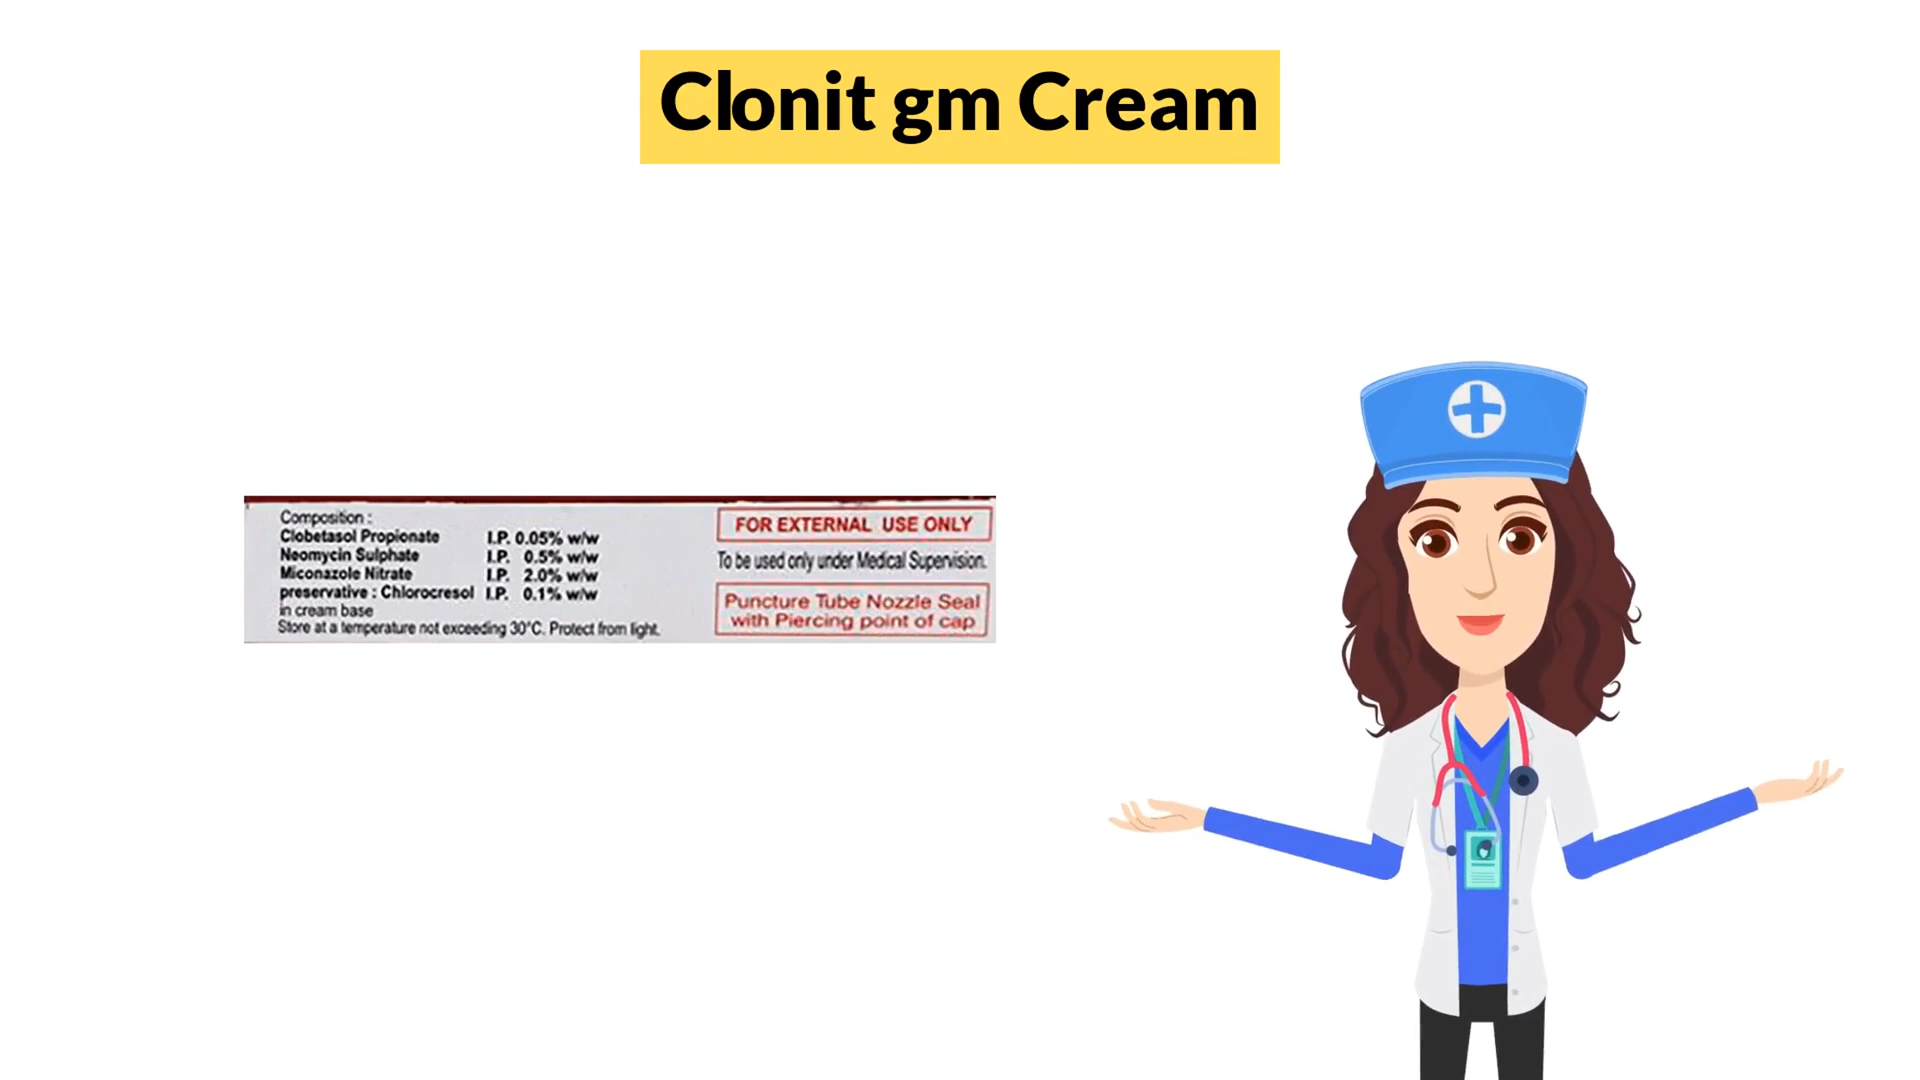 Clonit gm Cream
Composition :
Clobetasol Propionate I.P. 0.05% w/w
Neomycin Sulphate I.P. 0.5% w/w
Miconazole Nitrate I.P. 2.0% w/w
preservative : Chlorocresol I.P. 0.1% w/w
in cream base
Store at a temperature not exceeding 30°C. Protect from light.
FOR EXTERNAL USE ONLY
To be used only under Medical Supervision.
Puncture Tube Nozzle Seal
with Piercing point of cap